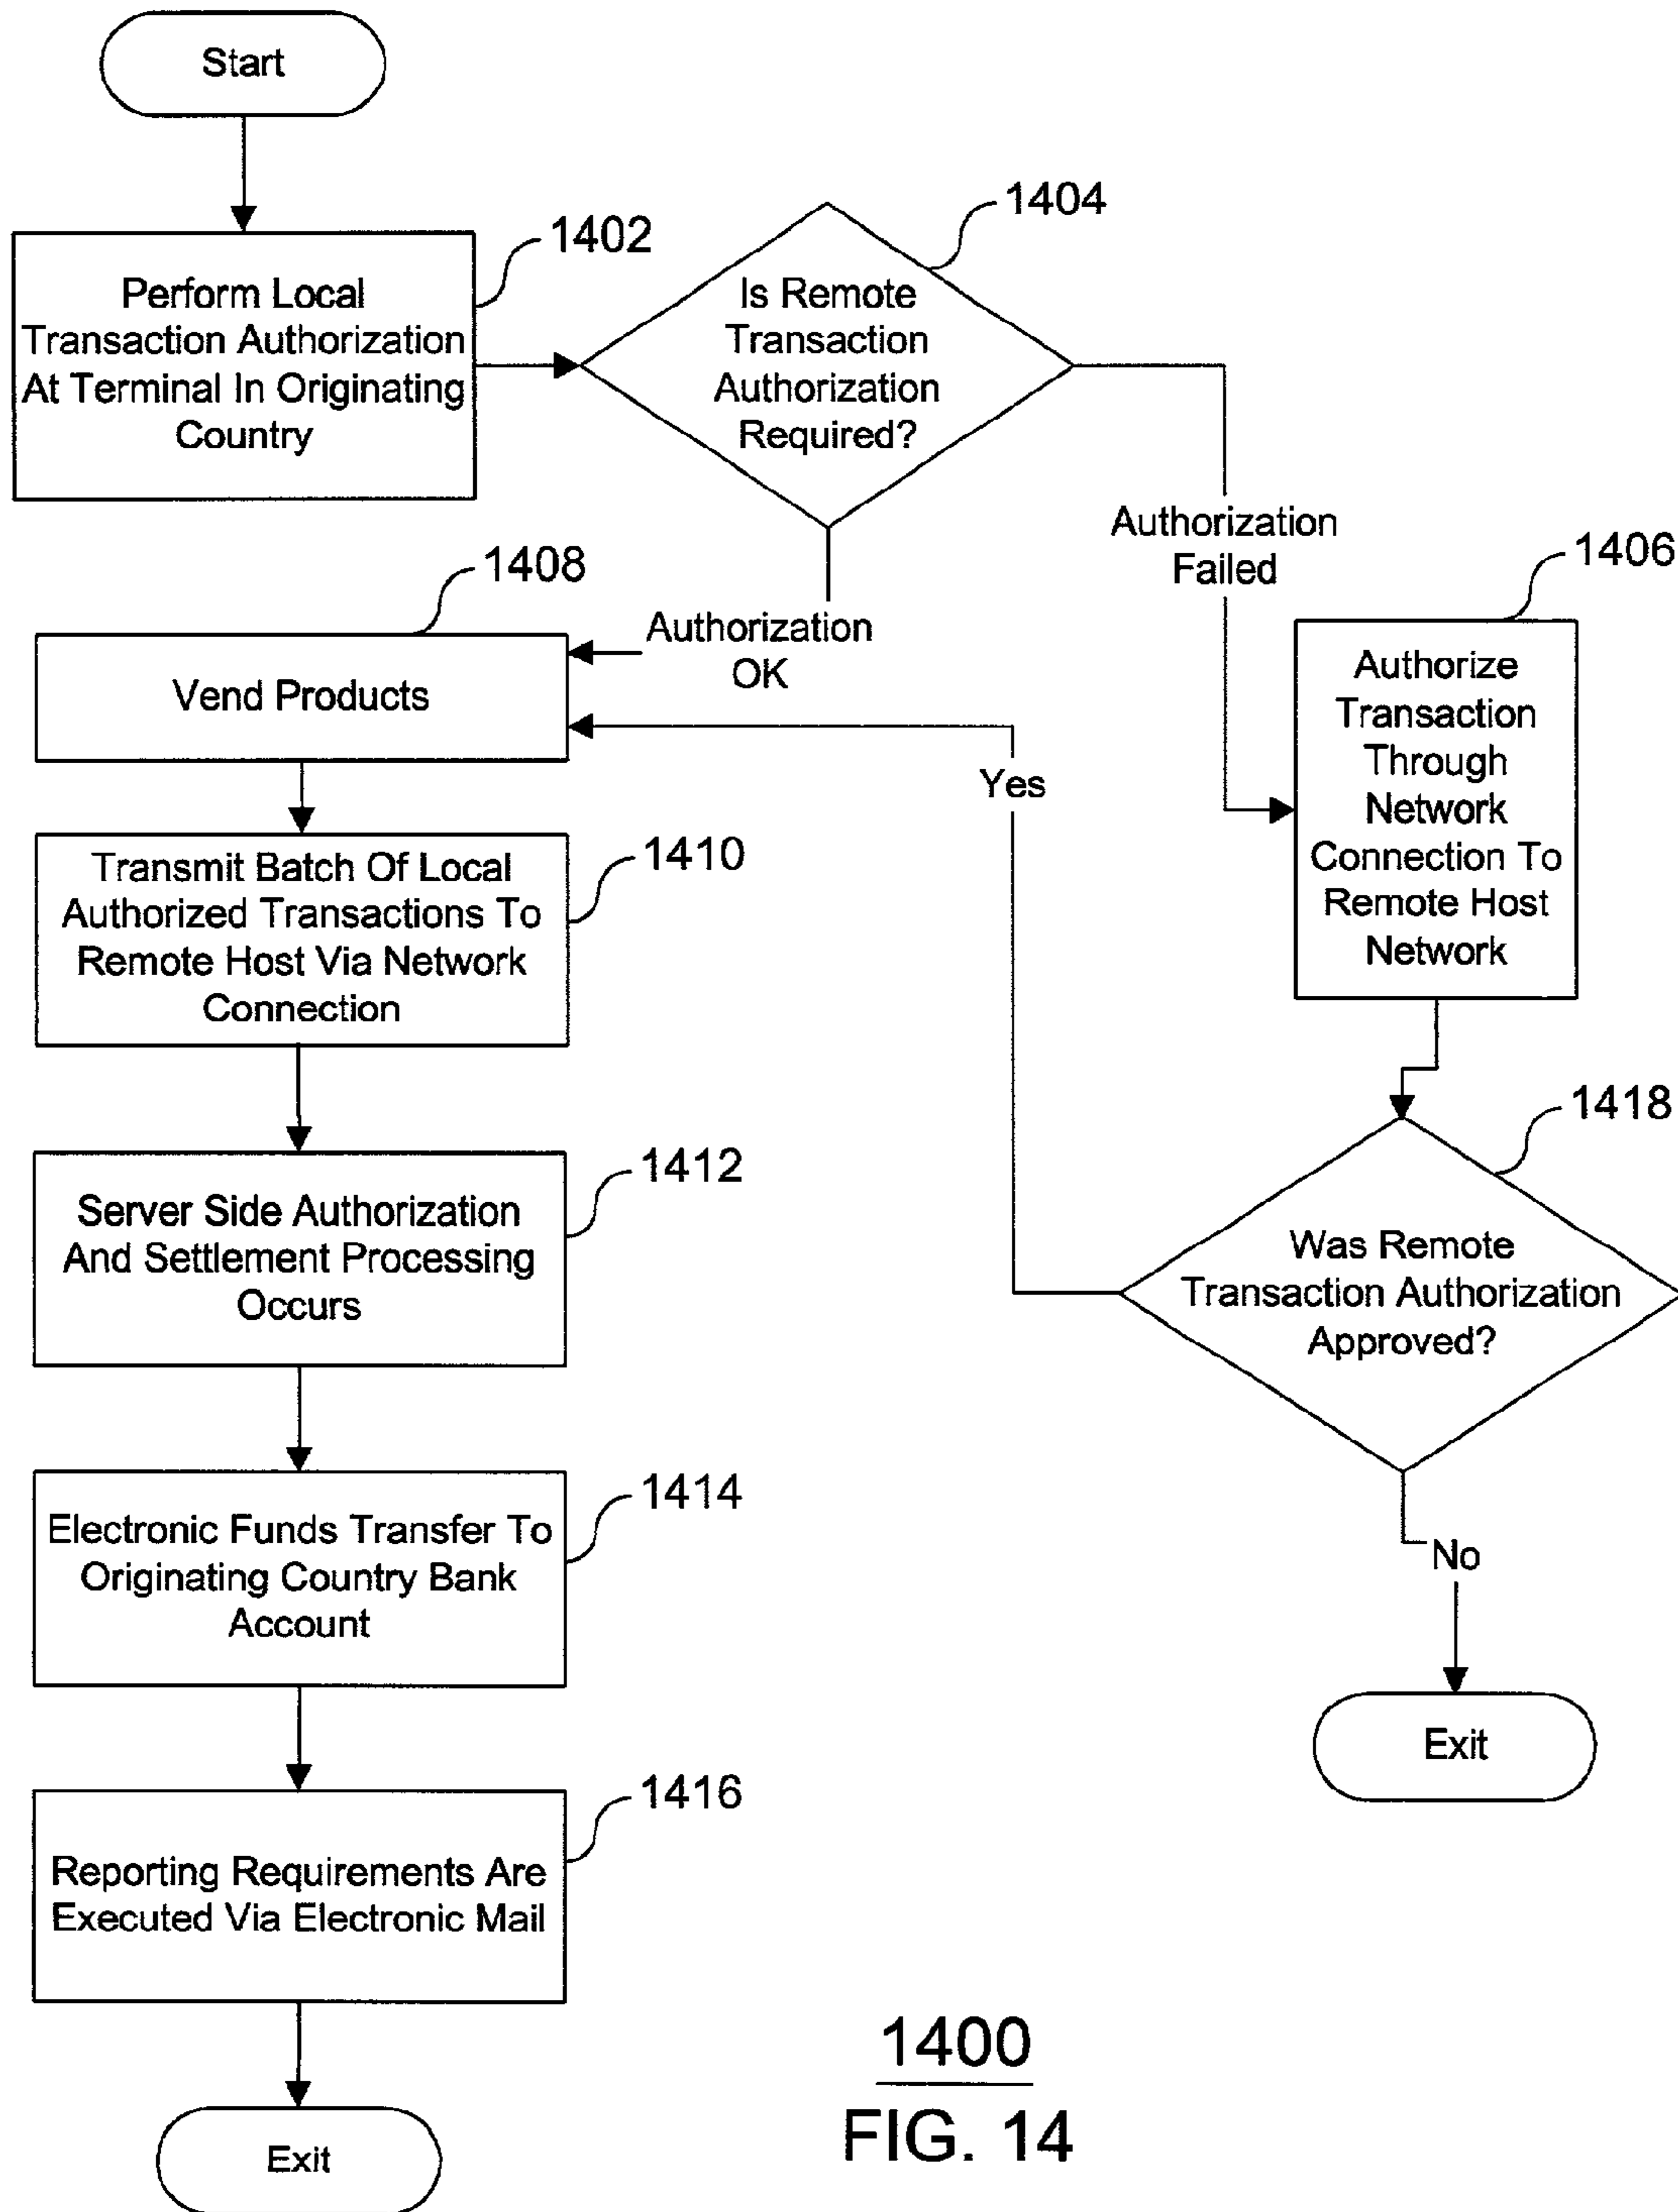 Start
1402
Perform Local
Transaction Authorization
At Terminal In Originating
Country
1404
Is Remote
Transaction
Authorization
Required?
Authorization
Failed
1406
Authorize
Transaction
Through
Network
Connection To
Remote Host
Network
1408
Authorization
OK
Vend Products
Yes
1410
Transmit Batch Of Local
Authorized Transactions To
Remote Host Via Network
Connection
1418
Was Remote
Transaction Authorization
Approved?
1412
Server Side Authorization
And Settlement Processing
Occurs
1414
Electronic Funds Transfer To
Originating Country Bank
Account
No
Exit
1416
Reporting Requirements Are
Executed Via Electronic Mail
Exit
1400
FIG. 14